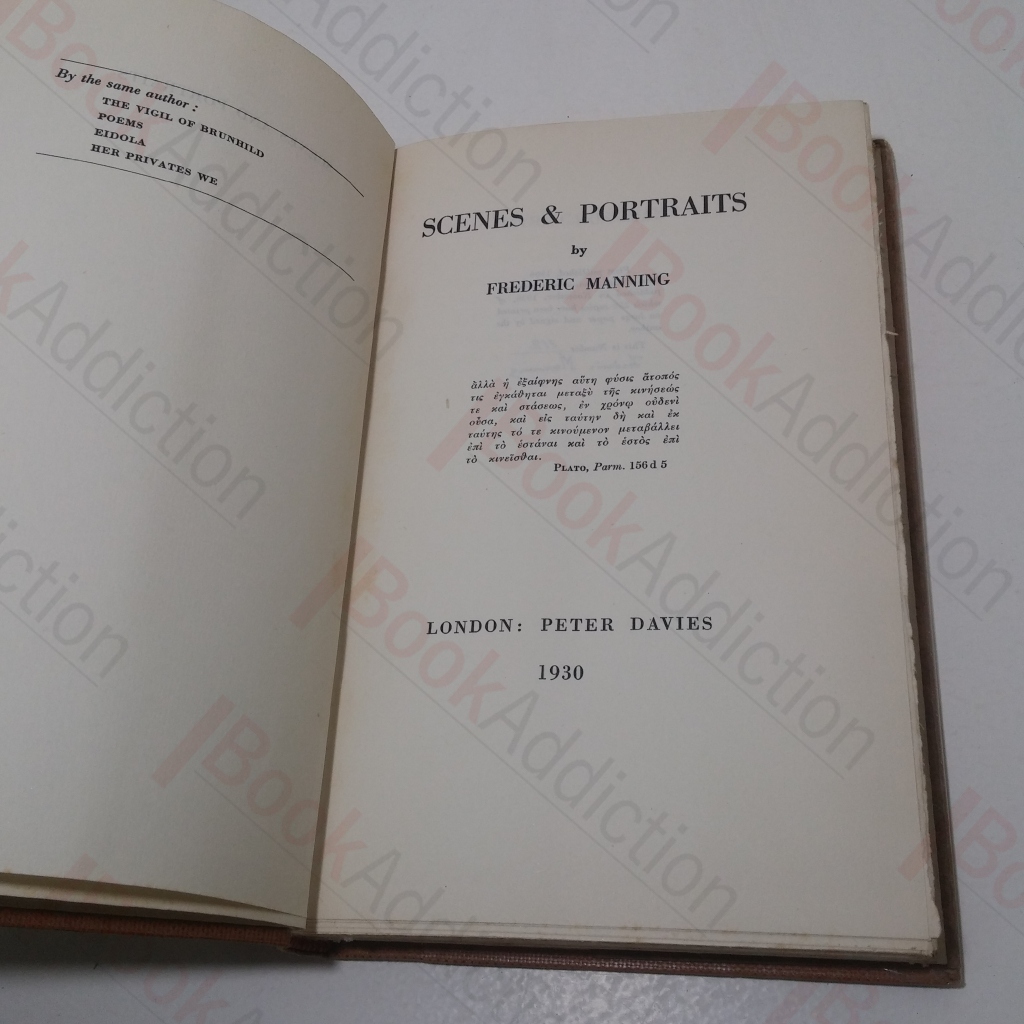 By the same author :
THE VIGIL OF BRUNHILD
POEMS
EIDOLA
HER PRIVATES WE
SCENES & PORTRAITS
by
FREDERIC MANNING
ἀλλὰ ἡ ἐξαίφνης αὕτη φύσις ἄτοπός
τις ἐγκάθηται μεταξὺ τῆς κινήσεώς
τε καὶ στάσεως, ἐν χρόνῳ οὐδενὶ
οὖσα, καὶ εἰς ταύτην δὴ καὶ ἐκ
ταύτης τό τε κινούμενον μεταβάλλει
ἐπὶ τὸ ἑστάναι καὶ τὸ ἑστὸς ἐπὶ
τὸ κινεῖσθαι.
PLATO, Parm. 156 d 5
LONDON: PETER DAVIES
1930
BookAddiction